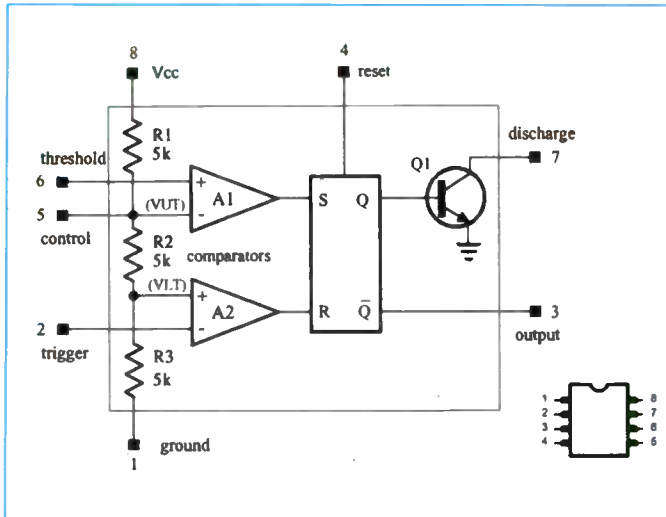 8
Vcc
4
reset
R1
5k
threshold
6
5
control
(VUT)
+
-
A1
R2
5k
comparators
(VLT)
+
-
A2
2
trigger
R3
5k
1
ground
S
Q
R
Q̅
Q1
discharge
7
3
output
1
2
3
4
8
7
6
5